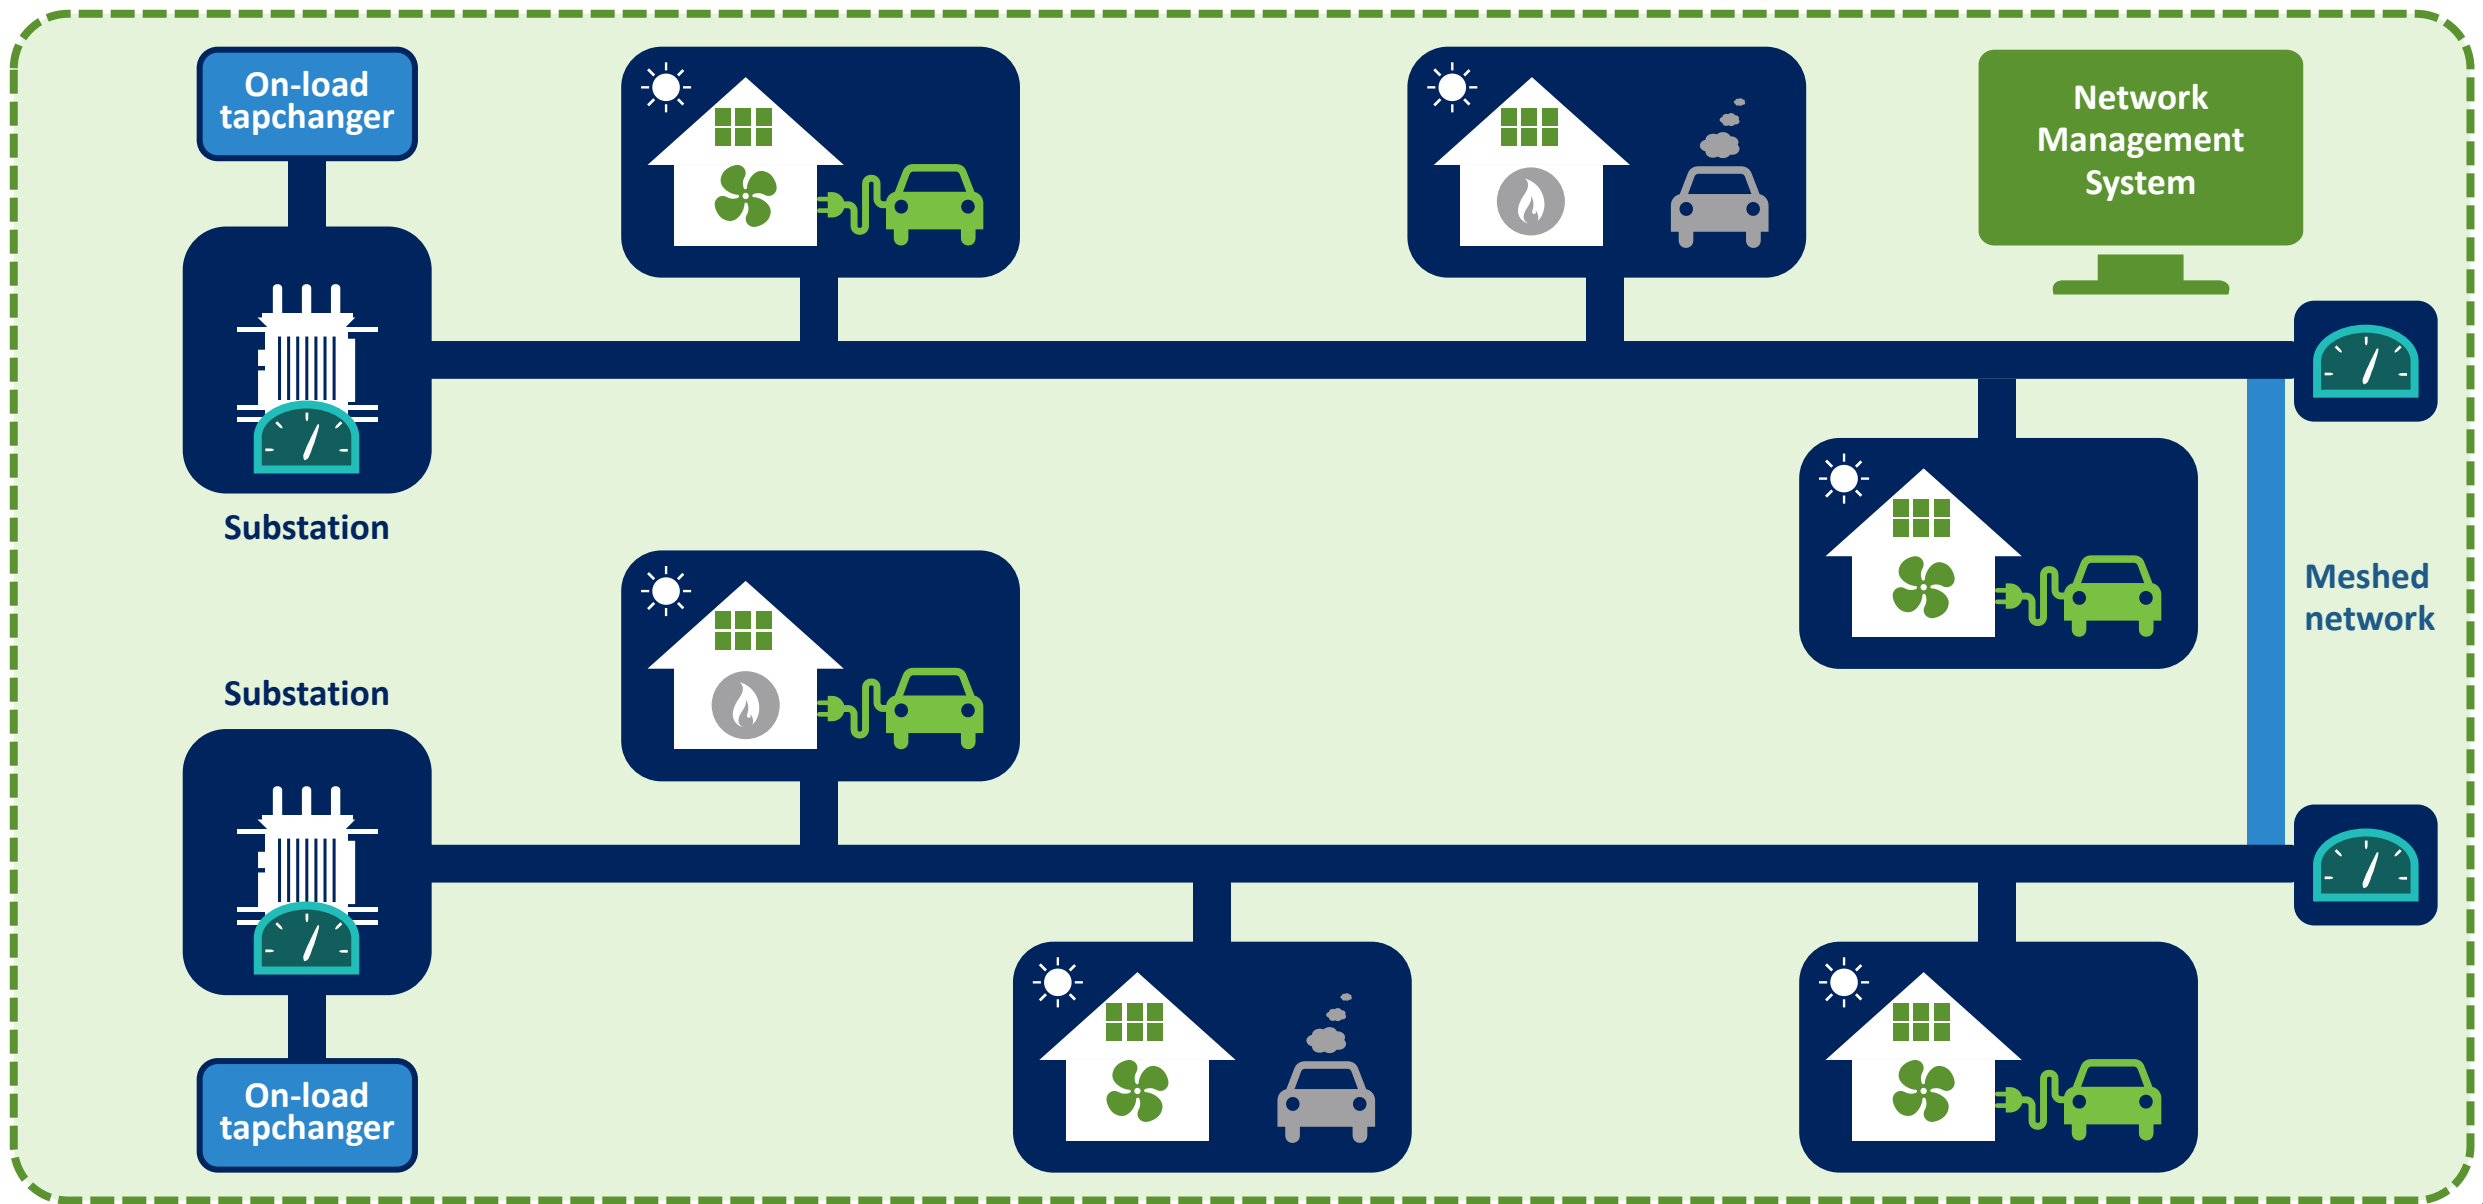 On-load
tapchanger
Network
Management
System
Substation
Meshed
network
Substation
On-load
tapchanger